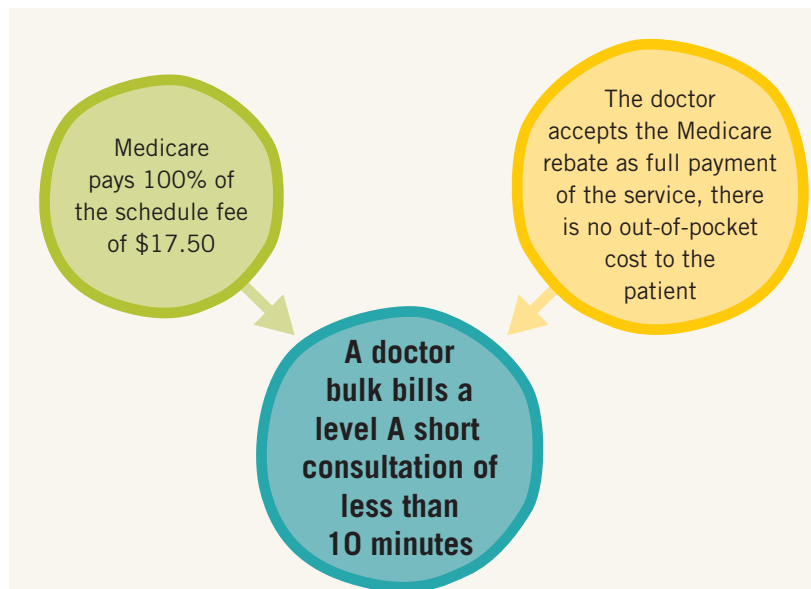 Medicare
pays 100% of
the schedule fee
of $17.50
The doctor
accepts the Medicare
rebate as full payment
of the service, there
is no out-of-pocket
cost to the
patient
A doctor
bulk bills a
level A short
consultation of
less than
10 minutes